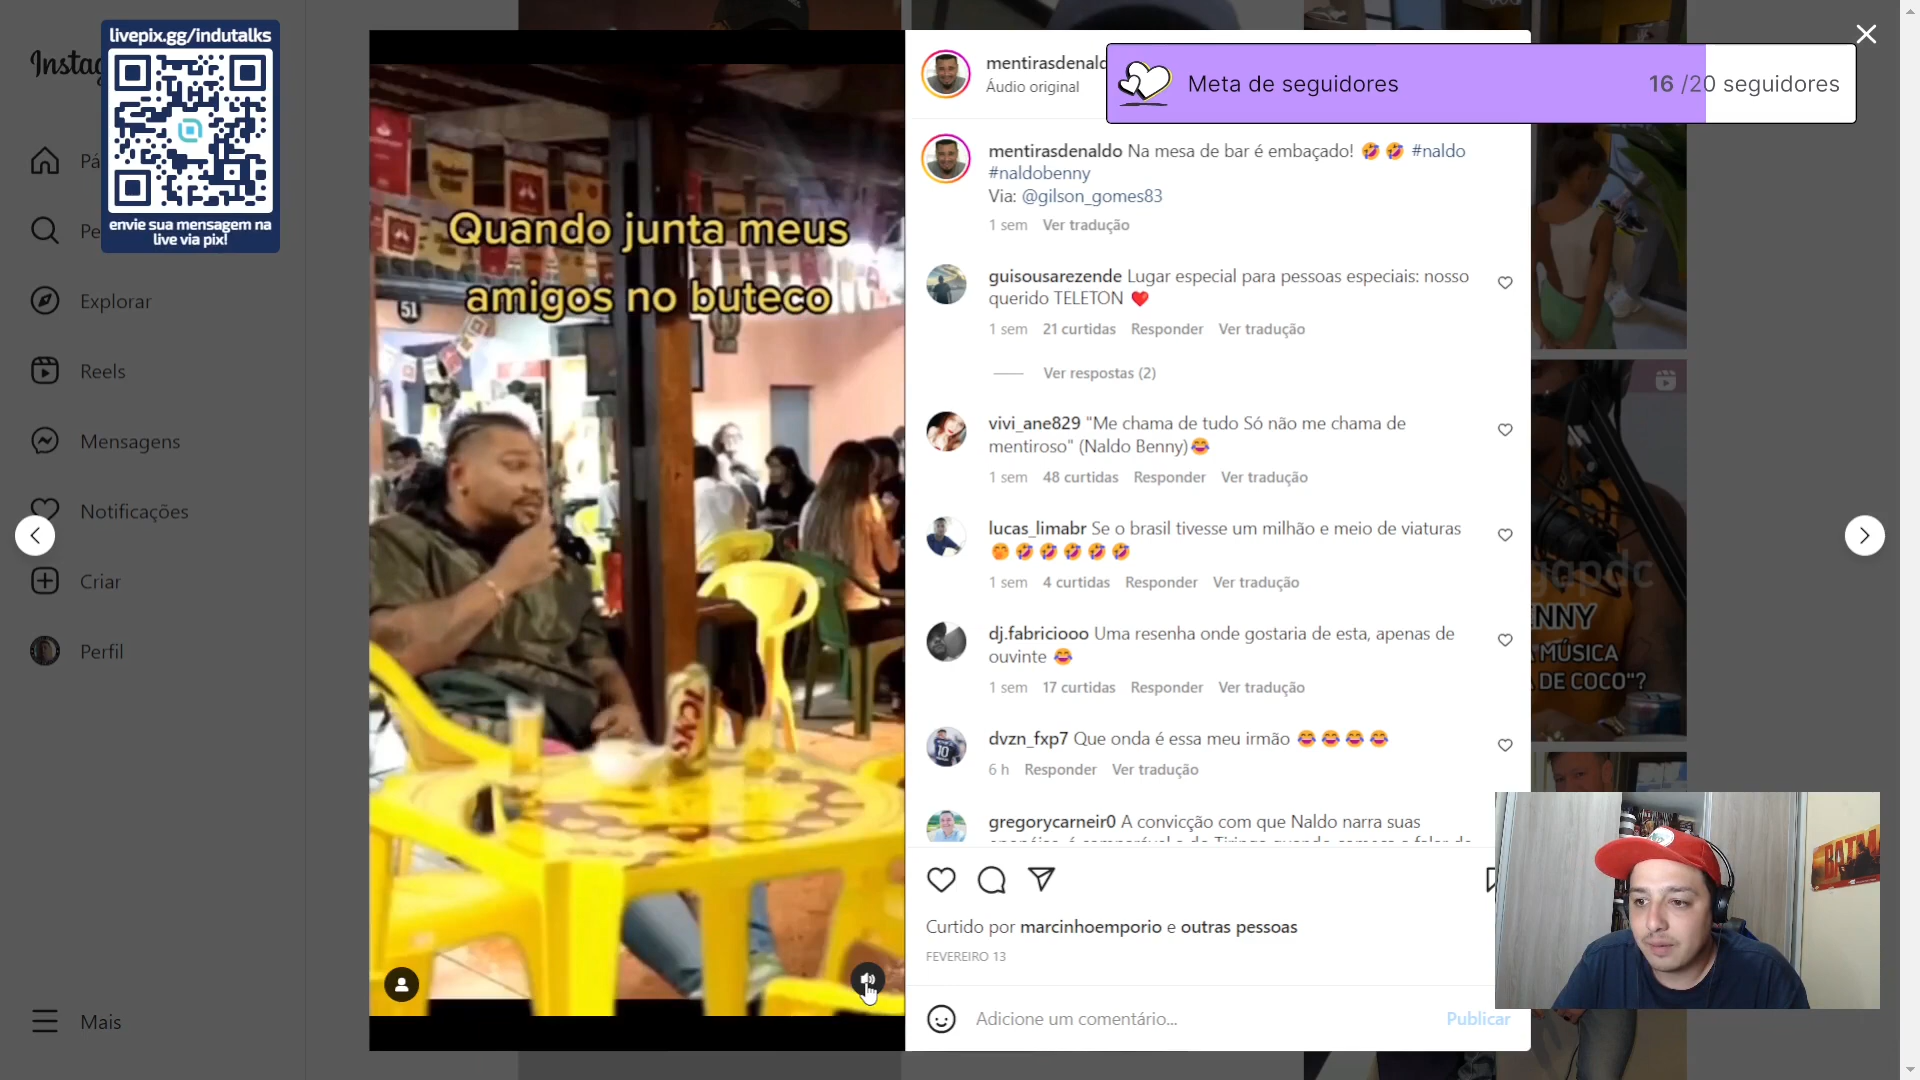 livepix.gg/indutalks
envie sua mensagem na
live via pix!
Pe
Explorar
Reels
Mensagens
Notificações
Criar
Perfil
Mais
Quando junta meus
amigos no buteco
51
Áudio original
Meta de seguidores
16 /20 seguidores
mentirasdenaldo Na mesa de bar é embaçado! 🤣 🤣 #naldo
#naldobenny
Via: @gilson_gomes83
1 sem Ver tradução
guisousarezende Lugar especial para pessoas especiais: nosso
querido TELETON ❤️
1 sem 21 curtidas Responder Ver tradução
Ver respostas (2)
vivi_ane829 "Me chama de tudo Só não me chama de
mentiroso" (Naldo Benny)😂
1 sem 48 curtidas Responder Ver tradução
lucas_limabr Se o brasil tivesse um milhão e meio de viaturas
🤭 🤣 🤣 🤣 🤣 🤣
1 sem 4 curtidas Responder Ver tradução
dj.fabriciooo Uma resenha onde gostaria de esta, apenas de
ouvinte 😂
1 sem 17 curtidas Responder Ver tradução
dvzn_fxp7 Que onda é essa meu irmão 😂 😂 😂 😂
6 h Responder Ver tradução
gregorycarneir0 A convicção com que Naldo narra suas
Curtido por marcinhoemporio e outras pessoas
FEVEREIRO 13
Adicione um comentário...
Publicar
MÚSICA
DE COCO"?